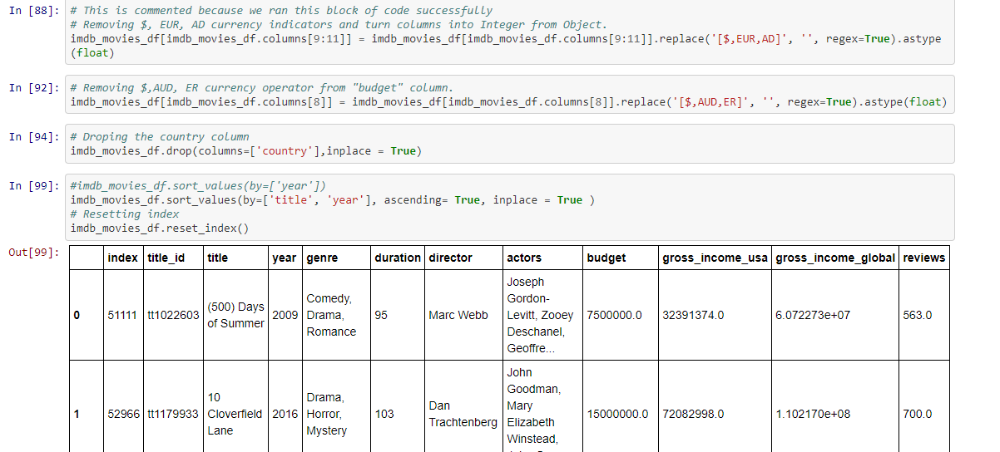 In [88]: # This is commented because we ran this block of code successfully
# Removing $, EUR, AD currency indicators and turn columns into Integer from Object.
imdb_movies_df[imdb_movies_df.columns[9:11]] = imdb_movies_df[imdb_movies_df.columns[9:11]].replace('[$,EUR,AD]', '', regex=True).astype
(float)
In [92]: # Removing $,AUD, ER currency operator from "budget" column.
imdb_movies_df[imdb_movies_df.columns[8]] = imdb_movies_df[imdb_movies_df.columns[8]].replace('[$,AUD,ER]', '', regex=True).astype(float)
In [94]: # Droping the country column
imdb_movies_df.drop(columns=['country'],inplace = True)
In [99]: #imdb_movies_df.sort_values(by=['year'])
imdb_movies_df.sort_values(by=['title', 'year'], ascending= True, inplace = True )
# Resetting index
imdb_movies_df.reset_index()
Out[99]:
index title_id title year genre duration director actors budget gross_income_usa gross_income_global reviews
0 51111 tt1022603 (500) Days
of Summer 2009 Comedy,
Drama,
Romance 95 Marc Webb Joseph
Gordon-
Levitt, Zooey
Deschanel,
Geoffre... 7500000.0 32391374.0 6.072273e+07 563.0
1 52966 tt1179933 10
Cloverfield
Lane 2016 Drama,
Horror,
Mystery 103 Dan
Trachtenberg John
Goodman,
Mary
Elizabeth
Winstead, 15000000.0 72082998.0 1.102170e+08 700.0